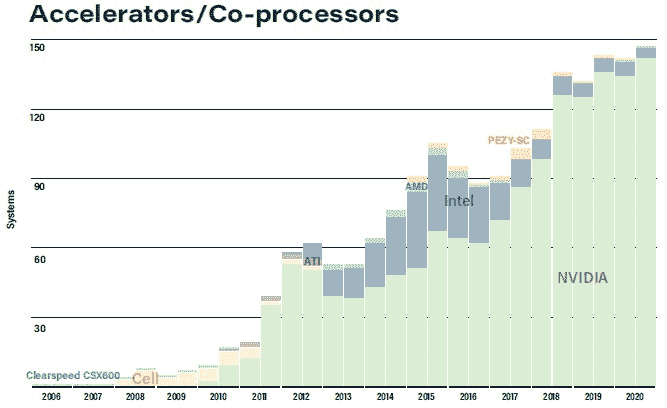 Accelerators/Co-processors
150
120
90
60
30
Systems
PEZY-SC
AMD
Intel
ATI
NVIDIA
Clearspeed CSX600
Cell
2006 2007 2008 2009 2010 2011 2012 2013 2014 2015 2016 2017 2018 2019 2020